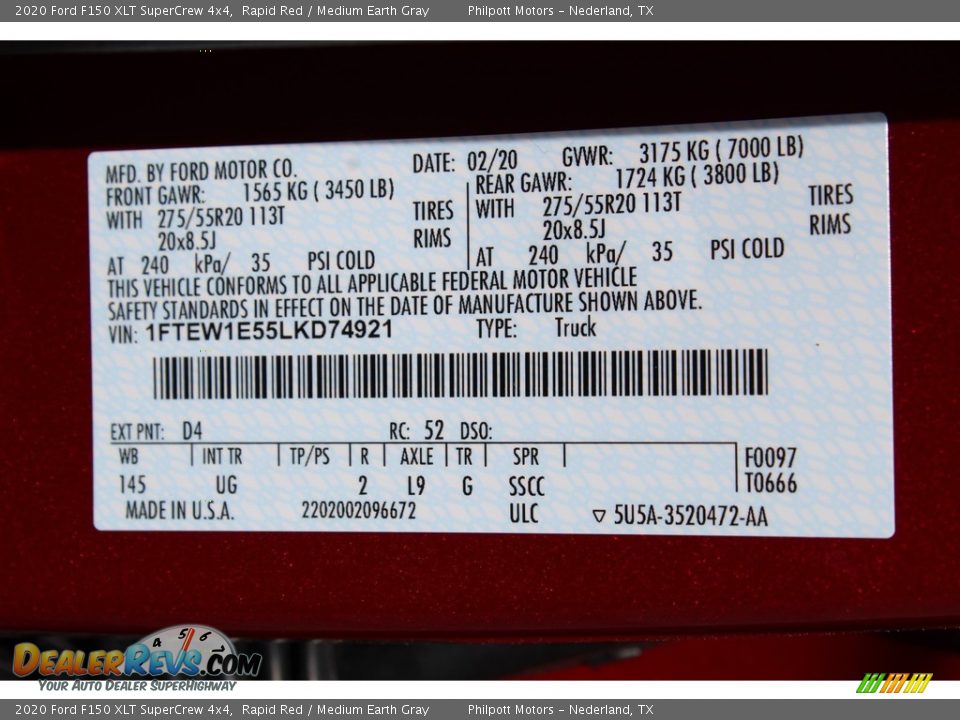 2020 Ford F150 XLT SuperCrew 4x4, Rapid Red / Medium Earth Gray Philpott Motors – Nederland, TX
MFD. BY FORD MOTOR CO. DATE: 02/20 GVWR: 3175 KG ( 7000 LB)
FRONT GAWR: 1565 KG ( 3450 LB) REAR GAWR: 1724 KG ( 3800 LB)
WITH 275/55R20 113T TIRES WITH 275/55R20 113T TIRES
20x8.5J RIMS 20x8.5J RIMS
AT 240 kPa/ 35 PSI COLD AT 240 kPa/ 35 PSI COLD
THIS VEHICLE CONFORMS TO ALL APPLICABLE FEDERAL MOTOR VEHICLE
SAFETY STANDARDS IN EFFECT ON THE DATE OF MANUFACTURE SHOWN ABOVE.
VIN: 1FTEW1E55LKD74921 TYPE: Truck
EXT PNT: D4 RC: 52 DSO:
WB INT TR TP/PS R AXLE TR SPR F0097
145 UG 2 L9 G SSCC T0666
MADE IN U.S.A. 2202002096672 ULC ▽ 5U5A-3520472-AA
4 5 6
DEALERREVS.COM
YOUR AUTO DEALER SUPERHIGHWAY
2020 Ford F150 XLT SuperCrew 4x4, Rapid Red / Medium Earth Gray Philpott Motors – Nederland, TX